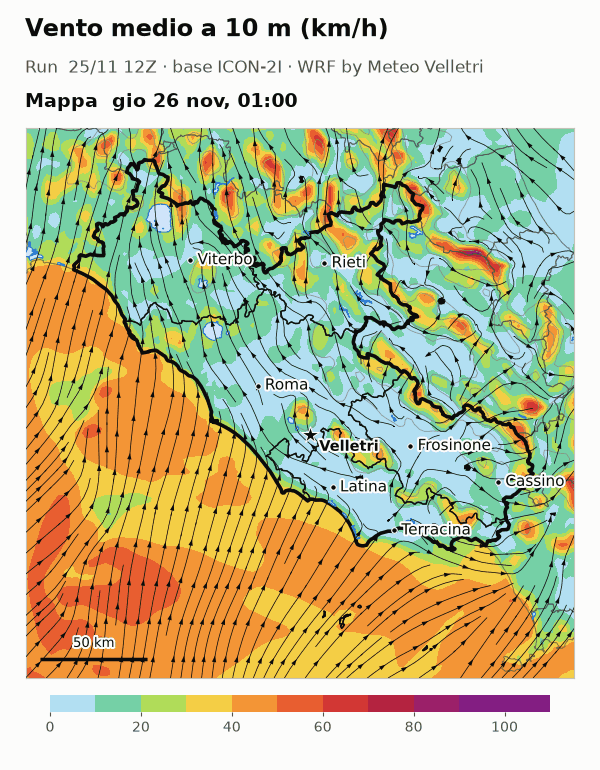 Vento medio a 10 m (km/h)
Run  25/11 12Z · base ICON-2I · WRF by Meteo Velletri
Mappa  gio 26 nov, 01:00
Viterbo
Rieti
Roma
Velletri
Frosinone
Latina
Cassino
Terracina
50 km
0 20 40 60 80 100